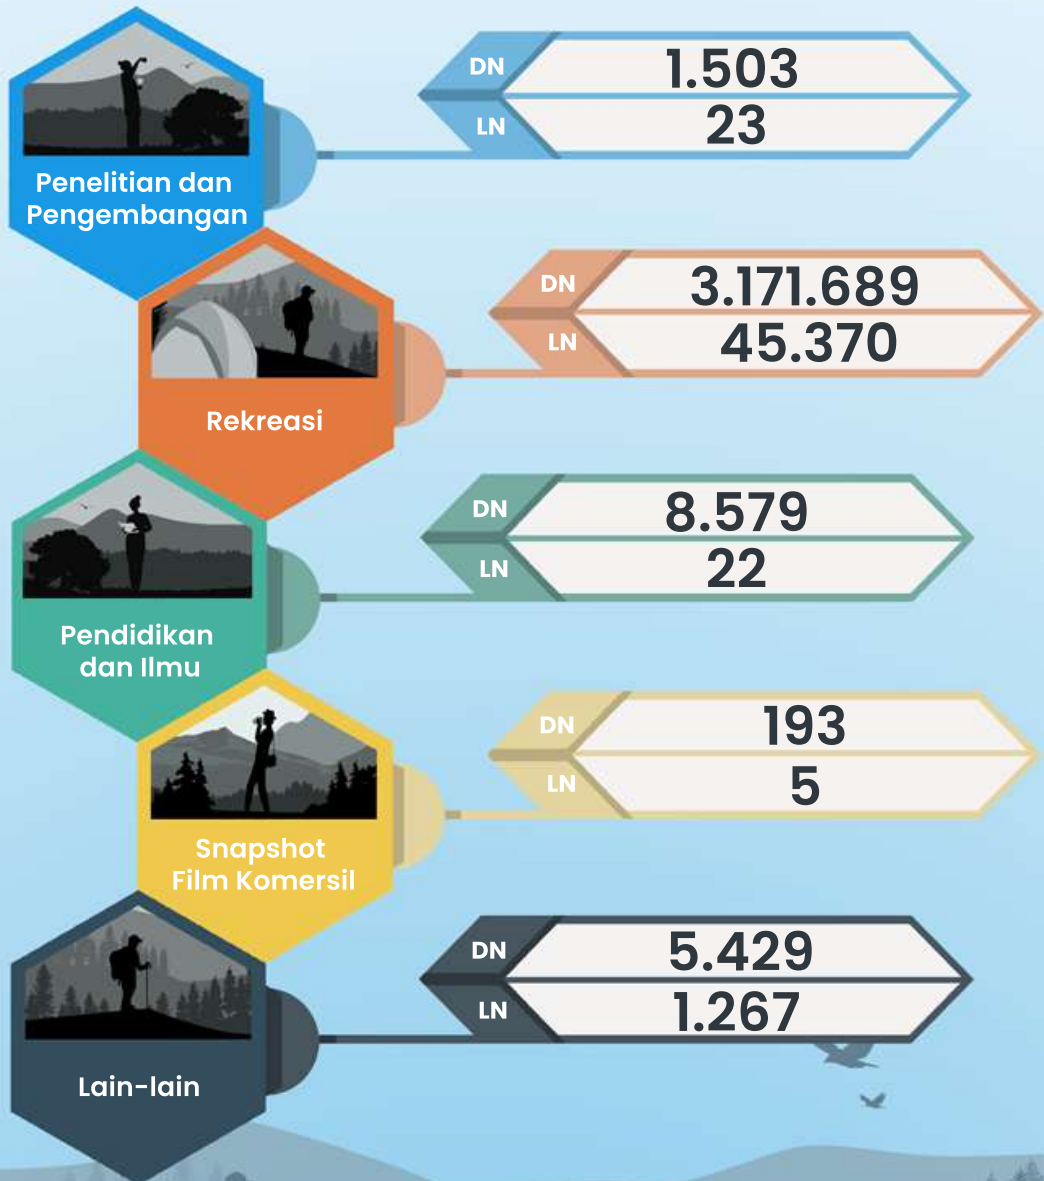 DN
1.503
LN
23
Penelitian dan
Pengembangan
DN
3.171.689
LN
45.370
Rekreasi
DN
8.579
LN
22
Pendidikan
dan Ilmu
DN
193
LN
5
Snapshot
Film Komersil
DN
5.429
LN
1.267
Lain-lain